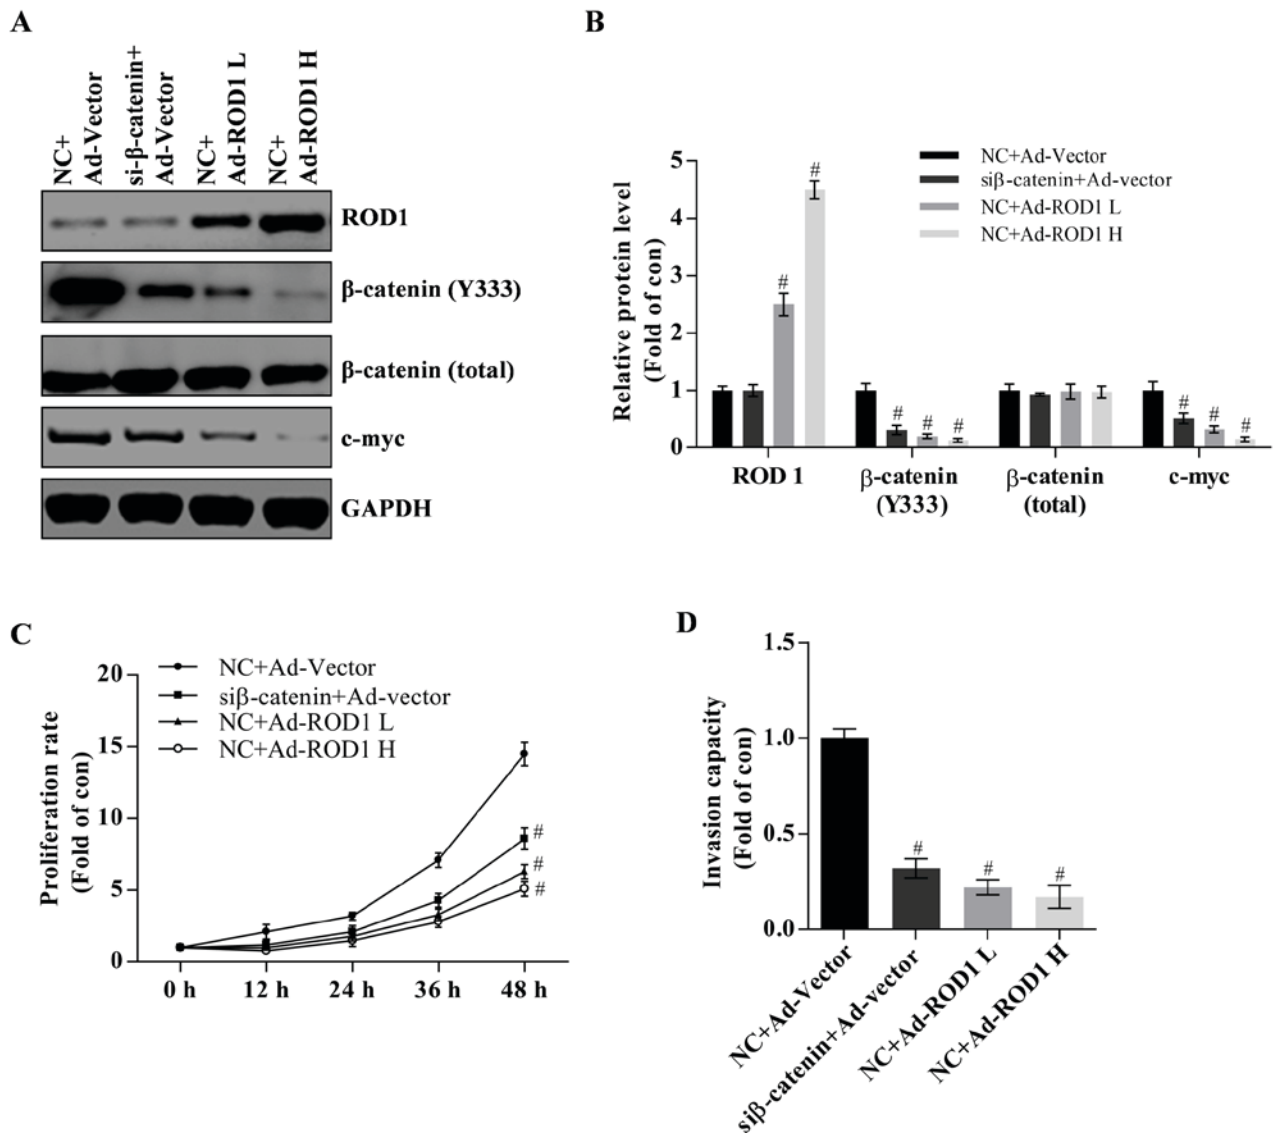 A
NC+
Ad-Vector
si-β-catenin+
Ad-Vector
NC+
Ad-ROD1 L
NC+
Ad-ROD1 H
ROD1
β-catenin (Y333)
β-catenin (total)
c-myc
GAPDH
B
Relative protein level
(Fold of con)
5
4
3
2
1
0
NC+Ad-Vector
siβ-catenin+Ad-vector
NC+Ad-ROD1 L
NC+Ad-ROD1 H
#
#
#
#
#
#
#
#
ROD 1
β-catenin
(Y333)
β-catenin
(total)
c-myc
C
Proliferation rate
(Fold of con)
20
15
10
5
0
NC+Ad-Vector
siβ-catenin+Ad-vector
NC+Ad-ROD1 L
NC+Ad-ROD1 H
#
#
#
0 h
12 h
24 h
36 h
48 h
D
Invasion capacity
(Fold of con)
1.5
1.0
0.5
0.0
#
#
#
NC+Ad-Vector
siβ-catenin+Ad-vector
NC+Ad-ROD1 L
NC+Ad-ROD1 H